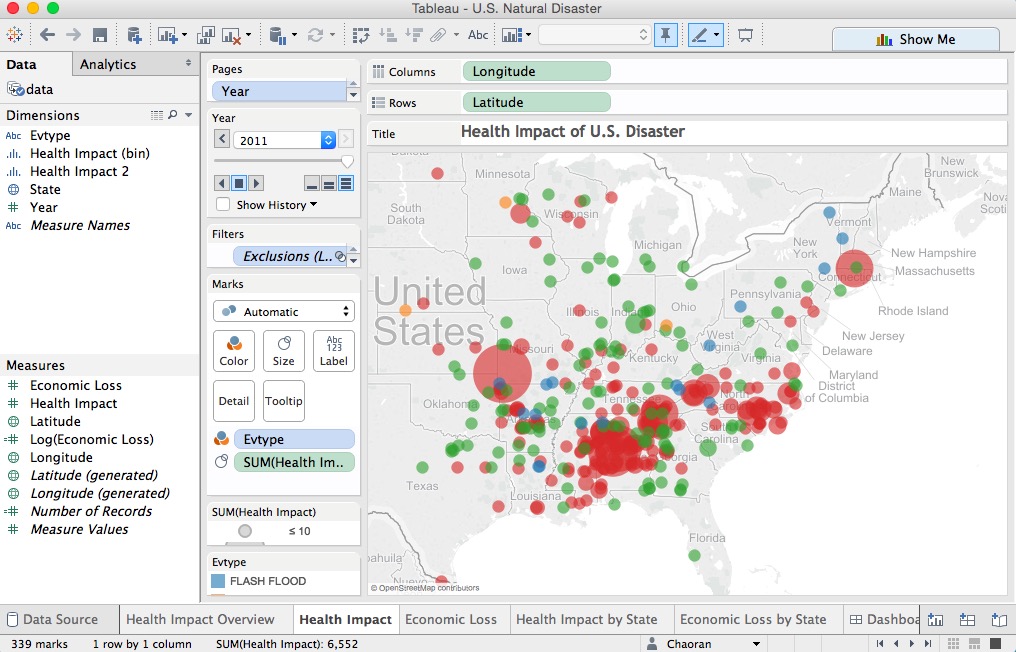 Tableau - U.S. Natural Disaster
Abc
Show Me
Data
Analytics
data
Dimensions
Abc Evtype
Health Impact (bin)
Health Impact 2
State
# Year
Abc Measure Names
Measures
# Economic Loss
# Health Impact
Latitude
# Log(Economic Loss)
Longitude
Latitude (generated)
Longitude (generated)
# Number of Records
# Measure Values
Pages
Year
Year
2011
Show History
Filters
Exclusions (L..
Marks
Automatic
Color
Size
Abc
123
Label
Detail
Tooltip
Evtype
SUM(Health Im..
SUM(Health Impact)
≤ 10
Evtype
FLASH FLOOD
Columns
Longitude
Rows
Latitude
Title
Health Impact of U.S. Disaster
Minnesota
New
Brunswick
Maine
Nova
Scoti
South
Dakota
Wisconsin
Vermont
Michigan
New
York
New Hampshire
Massachusetts
Connecticut
Iowa
United
States
Pennsylvania
Rhode Island
Ohio
Illinois
New Jersey
West
Virginia
Delaware
Missouri
Kentucky
Virginia
Maryland
District
of Columbia
Oklahom
North
South
Carolina
Texas
Louisiana
Florida
© OpenStreetMap contributors
Data Source
Health Impact Overview
Health Impact
Economic Loss
Health Impact by State
Economic Loss by State
Dashboa
339 marks
1 row by 1 column
SUM(Health Impact): 6,552
Chaoran